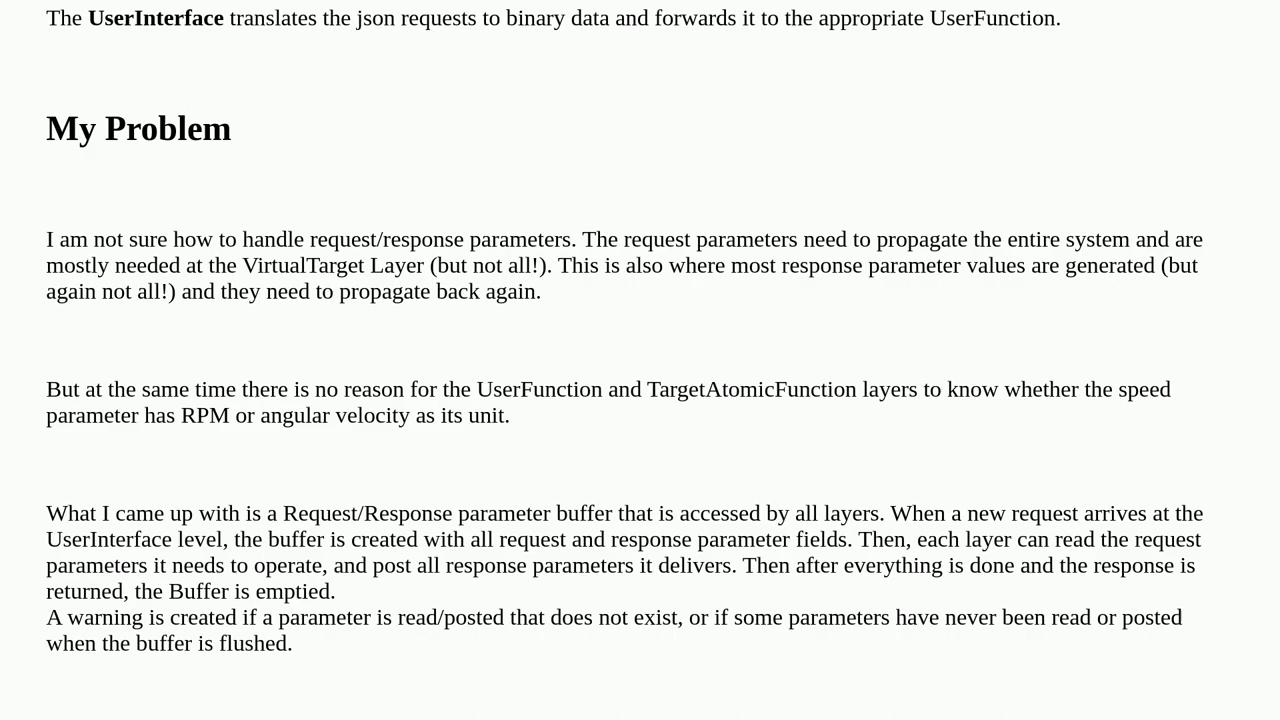 The UserInterface translates the json requests to binary data and forwards it to the appropriate UserFunction.
My Problem
I am not sure how to handle request/response parameters. The request parameters need to propagate the entire system and are
mostly needed at the VirtualTarget Layer (but not all!). This is also where most response parameter values are generated (but
again not all!) and they need to propagate back again.
But at the same time there is no reason for the UserFunction and TargetAtomicFunction layers to know whether the speed
parameter has RPM or angular velocity as its unit.
What I came up with is a Request/Response parameter buffer that is accessed by all layers. When a new request arrives at the
UserInterface level, the buffer is created with all request and response parameter fields. Then, each layer can read the request
parameters it needs to operate, and post all response parameters it delivers. Then after everything is done and the response is
returned, the Buffer is emptied.
A warning is created if a parameter is read/posted that does not exist, or if some parameters have never been read or posted
when the buffer is flushed.